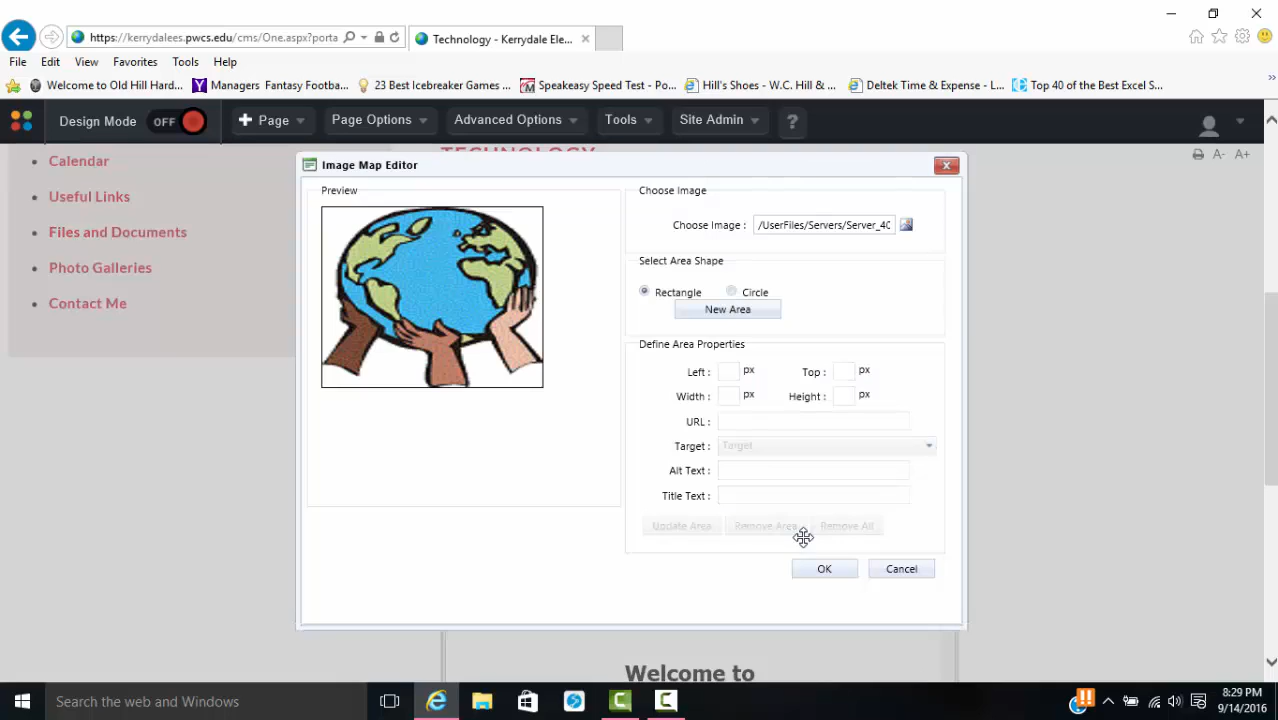 https://kerrydalees.pwcs.edu/cms/One.aspx?porta
Technology - Kerrydale Ele...
File Edit View Favorites Tools Help
Welcome to Old Hill Hard...
Managers Fantasy Footba...
23 Best Icebreaker Games ...
Speakeasy Speed Test - Po...
Hill's Shoes - W.C. Hill & ...
Deltek Time & Expense - L...
Top 40 of the Best Excel S...
Design Mode OFF
+ Page Page Options Advanced Options Tools Site Admin ?
TECHNOLOGY
A- A+
Calendar
Useful Links
Files and Documents
Photo Galleries
Contact Me
Image Map Editor
Preview
Choose Image
Choose Image : /UserFiles/Servers/Server_40
Select Area Shape
Rectangle Circle
New Area
Define Area Properties
Left : px Top : px
Width : px Height : px
URL :
Target : Target
Alt Text :
Title Text :
Update Area Remove Area Remove All
OK Cancel
Welcome to
Search the web and Windows
8:29 PM
9/14/2016